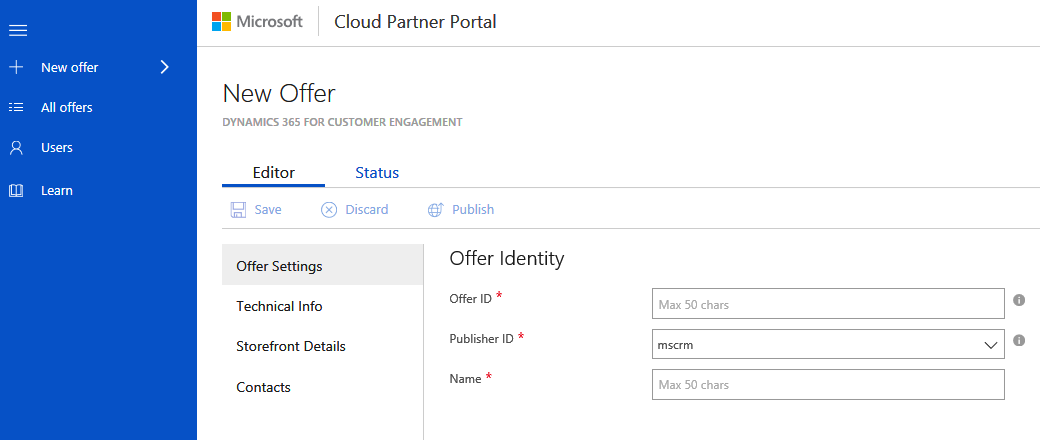 Microsoft Cloud Partner Portal
New offer
All offers
Users
Learn
New Offer
DYNAMICS 365 FOR CUSTOMER ENGAGEMENT
Editor Status
Save Discard Publish
Offer Settings
Technical Info
Storefront Details
Contacts
Offer Identity
Offer ID * Max 50 chars
Publisher ID * mscrm
Name * Max 50 chars